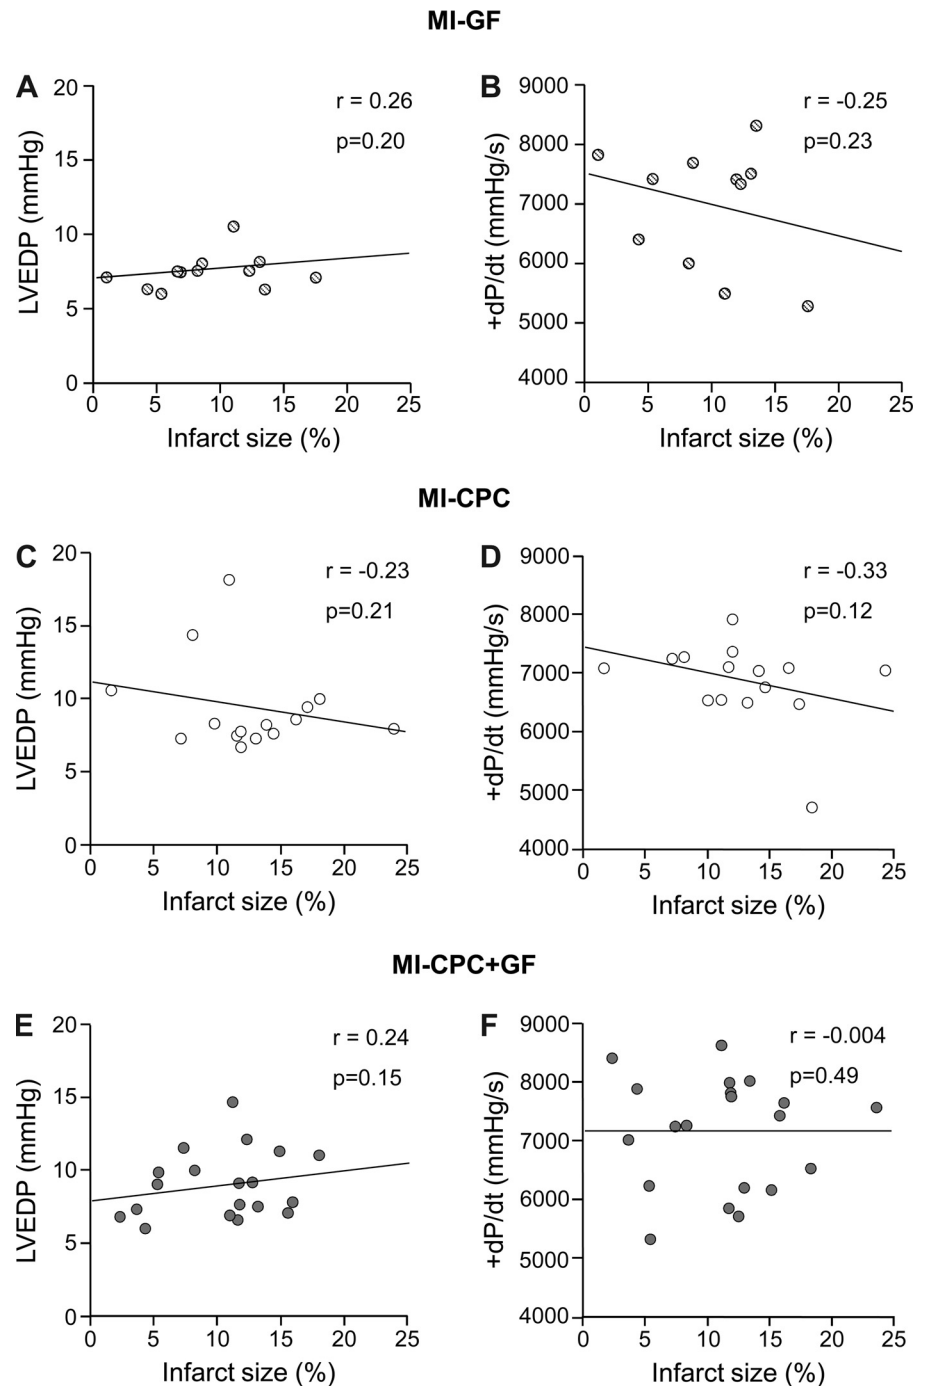 MI-GF
A
20
15
10
5
0
LVEDP (mmHg)
r = 0.26
p=0.20
0 5 10 15 20 25
Infarct size (%)
B
9000
8000
7000
6000
5000
4000
+dP/dt (mmHg/s)
r = -0.25
p=0.23
0 5 10 15 20 25
Infarct size (%)
MI-CPC
C
20
15
10
5
0
LVEDP (mmHg)
r = -0.23
p=0.21
0 5 10 15 20 25
Infarct size (%)
D
9000
8000
7000
6000
5000
4000
+dP/dt (mmHg/s)
r = -0.33
p=0.12
0 5 10 15 20 25
Infarct size (%)
MI-CPC+GF
E
20
15
10
5
0
LVEDP (mmHg)
r = 0.24
p=0.15
0 5 10 15 20 25
Infarct size (%)
F
9000
8000
7000
6000
5000
4000
+dP/dt (mmHg/s)
r = -0.004
p=0.49
0 5 10 15 20 25
Infarct size (%)